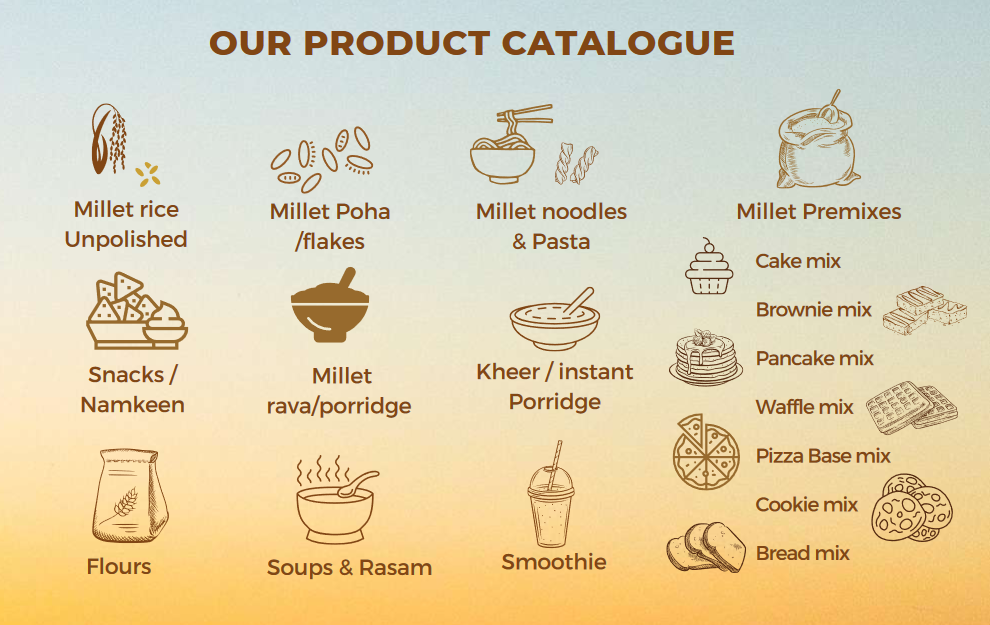 OUR PRODUCT CATALOGUE
Millet rice
Unpolished
Millet Poha
/flakes
Millet noodles
& Pasta
Millet Premixes
Cake mix
Brownie mix
Pancake mix
Waffle mix
Pizza Base mix
Cookie mix
Bread mix
Snacks /
Namkeen
Millet
rava/porridge
Kheer / instant
Porridge
Flours
Soups & Rasam
Smoothie